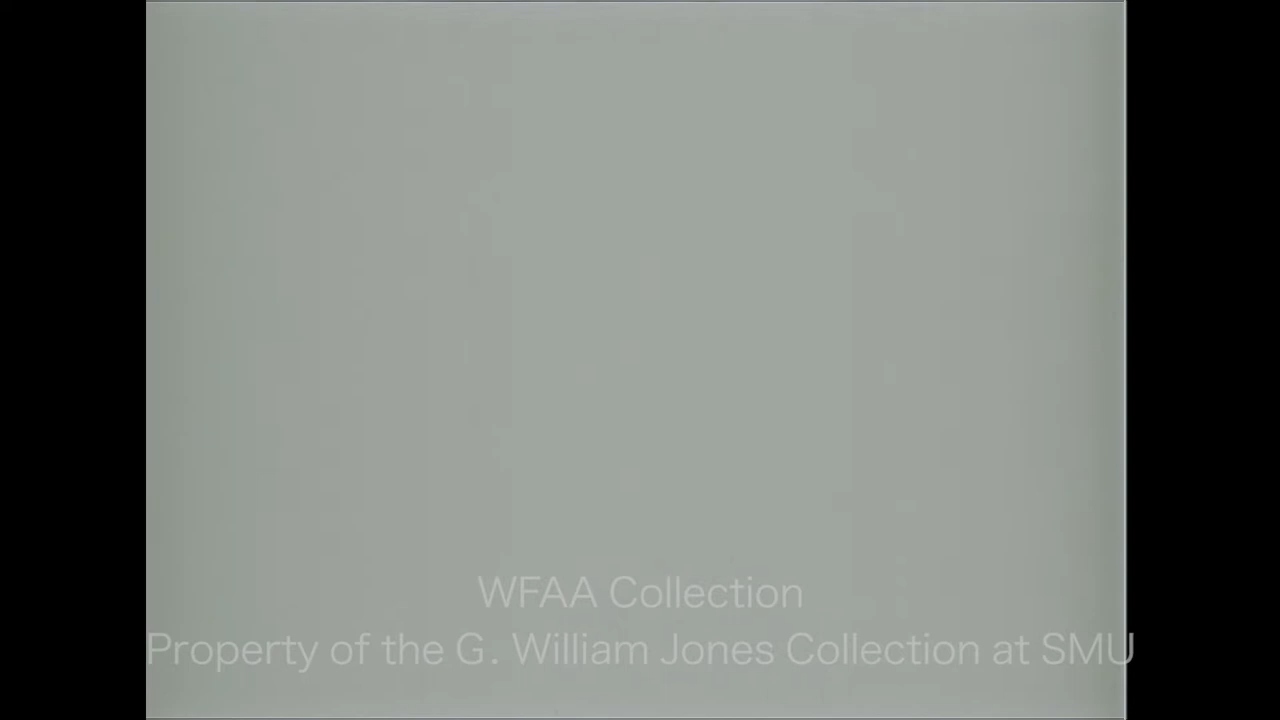 WFAA Collection
Property of the G. William Jones Collection at SMU